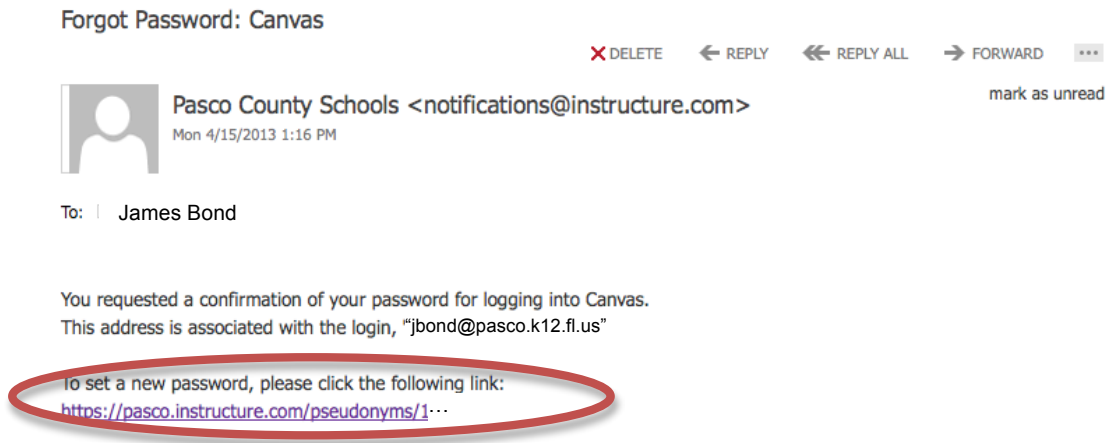 Forgot Password: Canvas
DELETE REPLY REPLY ALL FORWARD ...
Pasco County Schools <notifications@instructure.com>
mark as unread
Mon 4/15/2013 1:16 PM
To: James Bond
You requested a confirmation of your password for logging into Canvas.
This address is associated with the login, "“jbond@pasco.k12.fl.us”
To set a new password, please click the following link:
https://pasco.instructure.com/pseudonyms/1...